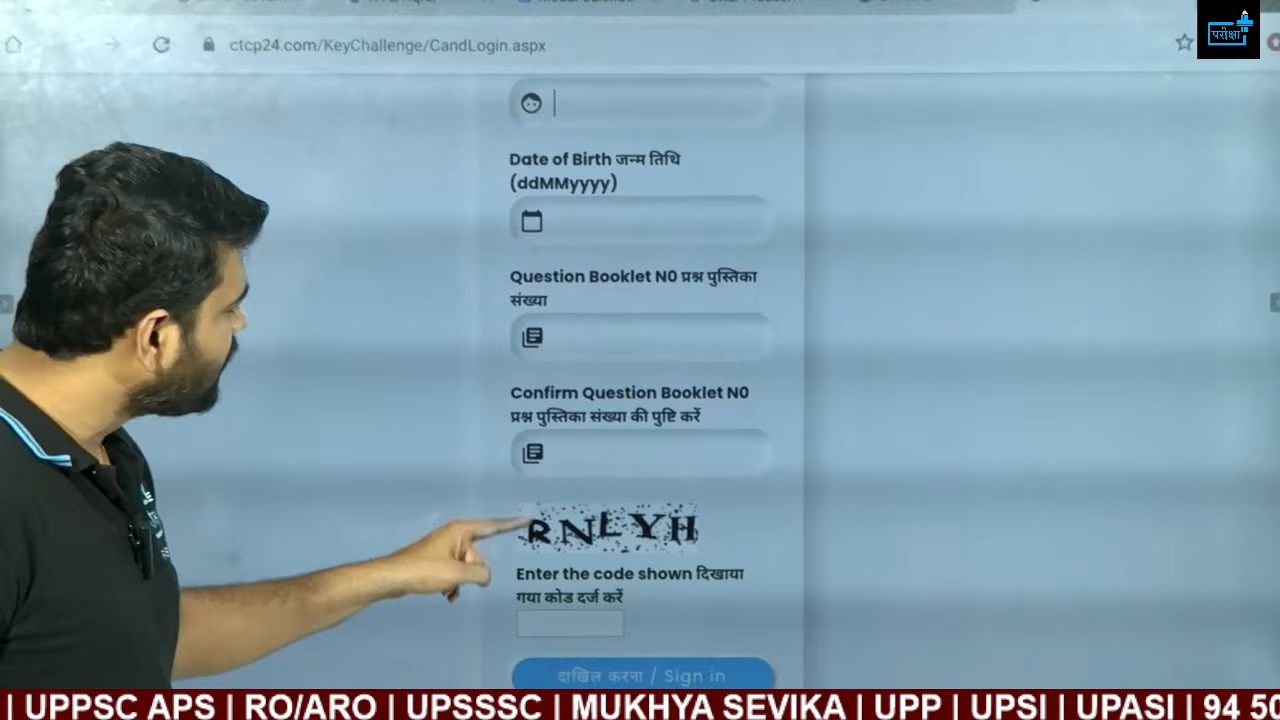 परीक्षा
ctcp24.com/KeyChallenge/CandLogin.aspx
Date of Birth जन्म तिथि
(ddMMyyyy)
Question Booklet N0 प्रश्न पुस्तिका
संख्या
Confirm Question Booklet N0
प्रश्न पुस्तिका संख्या की पुष्टि करें
RNLYH
Enter the code shown दिखाया
गया कोड दर्ज करें
दाखिल करना / Sign in
| UPPSC APS | RO/ARO | UPSSSC | MUKHYA SEVIKA | UPP | UPSI | UPASI | 94 50